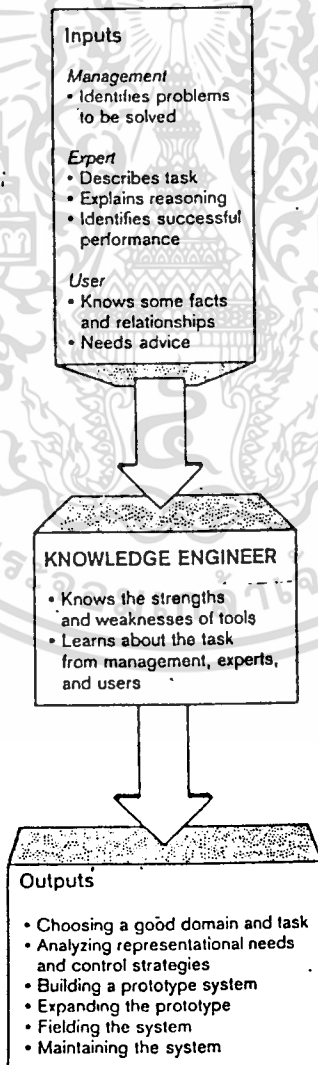 Inputs
Management
• Identifies problems
to be solved
Expert
• Describes task
• Explains reasoning
• Identifies successful
performance
User
• Knows some facts
and relationships
• Needs advice
KNOWLEDGE ENGINEER
• Knows the strengths
and weaknesses of tools
• Learns about the task
from management, experts,
and users
Outputs
• Choosing a good domain and task
• Analyzing representational needs
and control strategies
• Building a prototype system
• Expanding the prototype
• Fielding the system
• Maintaining the system